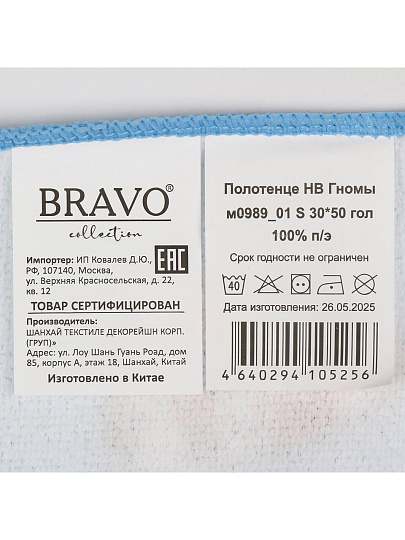 BRAVO®
collection
Импортер: ИП Ковалев Д.Ю.,
РФ, 107140, Москва,
ул. Верхняя Красносельская, д. 22,
кв. 12
EAC
ТОВАР СЕРТИФИЦИРОВАН
Производитель:
ШАНХАЙ ТЕКСТИЛЕ ДЕКОРЕЙШН КОРП.
(ГРУП)»
Адрес: ул. Лоу Шань Гуань Роад, дом
85, корпус А, этаж 18, Шанхай, Китай
Изготовлено в Китае
Полотенце НВ Гномы
м0989_01 S 30*50 гол
100% п/э
Срок годности не ограничен
40
Дата изготовления: 26.05.2025
4 640294 105256